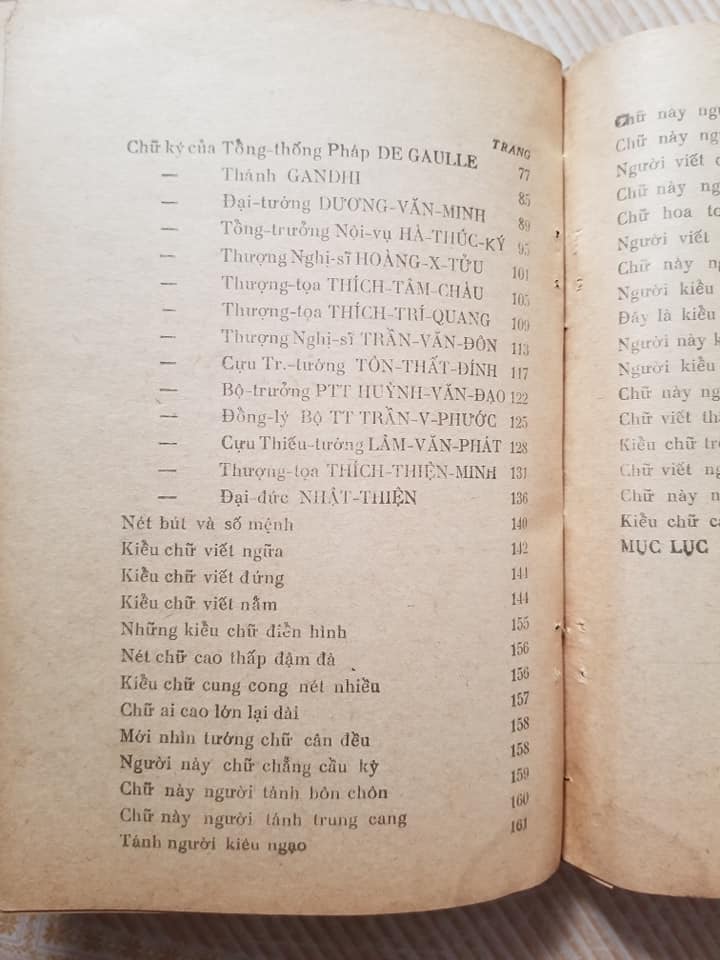 TRANG
Chữ ký của Tổng-thống Pháp DE GAULLE 77
— Thánh GANDHI 85
— Đại-tướng DƯƠNG-VĂN-MINH 89
— Tổng-trưởng Nội-vụ HÀ-THÚC-KÝ 95
— Thượng Nghị-sĩ HOÀNG-X-TỬU 101
— Thượng-tọa THÍCH-TÂM-CHÂU 105
— Thượng-tọa THÍCH-TRÍ-QUANG 109
— Thượng Nghị-sĩ TRẦN-VĂN-ĐÔN 113
— Cựu Tr.-tướng TÔN-THẤT-ĐÍNH 117
— Bộ-trưởng PTT HUỲNH-VĂN-ĐẠO 122
— Đồng-lý Bộ TT TRẦN-V-PHƯỚC 125
— Cựu Thiếu-tướng LÂM-VĂN-PHÁT 128
— Thượng-tọa THÍCH-THIỆN-MINH 131
— Đại-đức NHẬT-THIỆN 136
Nét bút và số mệnh 140
Kiểu chữ viết ngữa 142
Kiểu chữ viết đứng 144
Kiểu chữ viết nằm 144
Những kiểu chữ điển hình 155
Nét chữ cao thấp đậm đà 156
Kiểu chữ cung cong nét nhiều 156
Chữ ai cao lớn lại dài 157
Mới nhìn tướng chữ cân đều 158
Người này chữ chẳng cầu kỳ 158
Chữ này người tánh bôn chôn 159
Chữ này người tánh trung cang 160
Tánh người kiêu ngạo 161
Chữ này
Chữ này
Người viết
Chữ này
Chữ hoa
Người viết
Chữ này
Người kiểu
Đây là kiểu
Người này
Người kiểu
Chữ này
Chữ viết
Kiểu chữ
Chữ viết
Chữ này
Kiểu chữ
MỤC LỤC